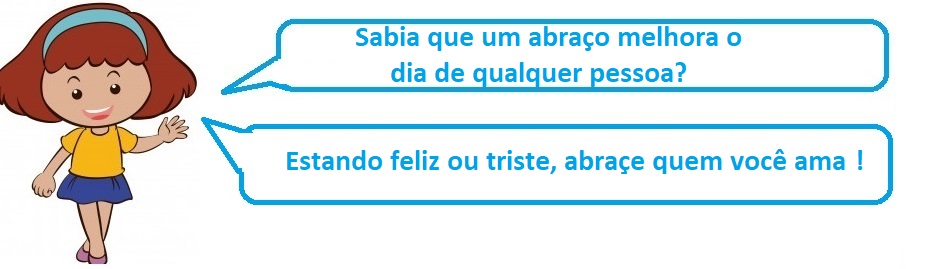 Sabia que um abraço melhora o
dia de qualquer pessoa?
Estando feliz ou triste, abraçe quem você ama !